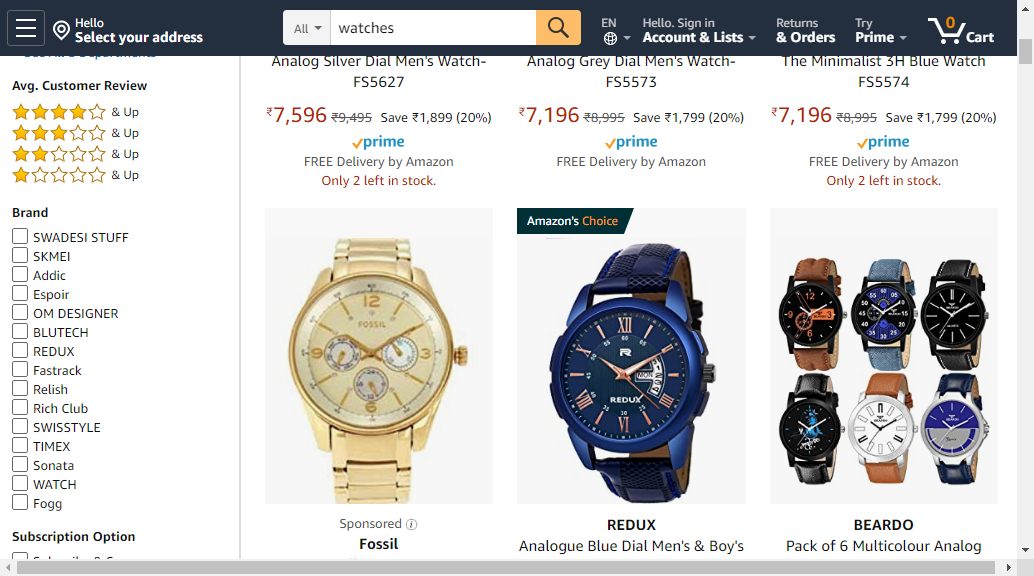 Hello
Select your address
All
watches
EN
Hello. Sign in
Account & Lists
Returns
& Orders
Try
Prime
0
Cart
Avg. Customer Review
& Up
& Up
& Up
& Up
Brand
SWADESI STUFF
SKMEI
Addic
Espoir
OM DESIGNER
BLUTECH
REDUX
Fastrack
Relish
Rich Club
SWISSTYLE
TIMEX
Sonata
WATCH
Fogg
Subscription Option
Analog Silver Dial Men's Watch-
FS5627
₹7,596 ₹9,495 Save ₹1,899 (20%)
prime
FREE Delivery by Amazon
Only 2 left in stock.
Analog Grey Dial Men's Watch-
FS5573
₹7,196 ₹8,995 Save ₹1,799 (20%)
prime
FREE Delivery by Amazon
The Minimalist 3H Blue Watch
FS5574
₹7,196 ₹8,995 Save ₹1,799 (20%)
prime
FREE Delivery by Amazon
Only 2 left in stock.
FOSSIL
Sponsored
Fossil
Amazon's Choice
R
REDUX
REDUX
Analogue Blue Dial Men's & Boy's
BEARDO
Pack of 6 Multicolour Analog